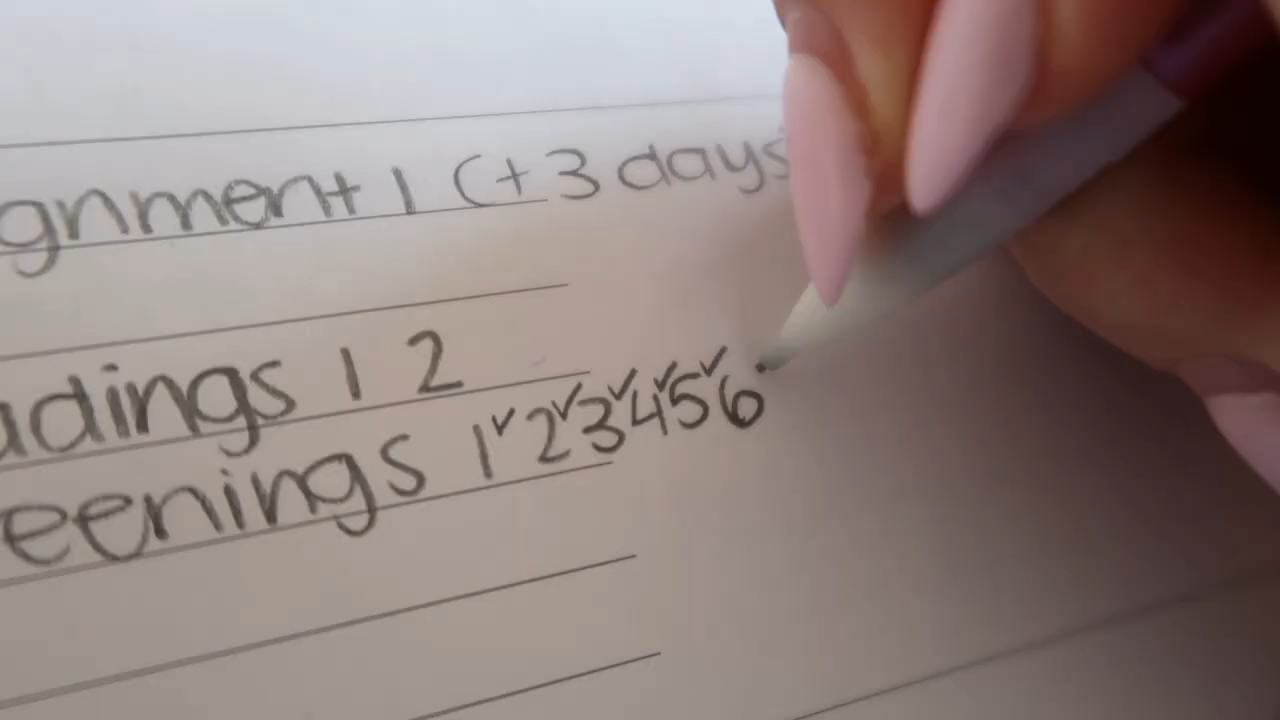 gnment 1 (+ 3 days
adings 1 2
eenings 1✓ 2✓ 3✓ 4✓ 5✓ 6